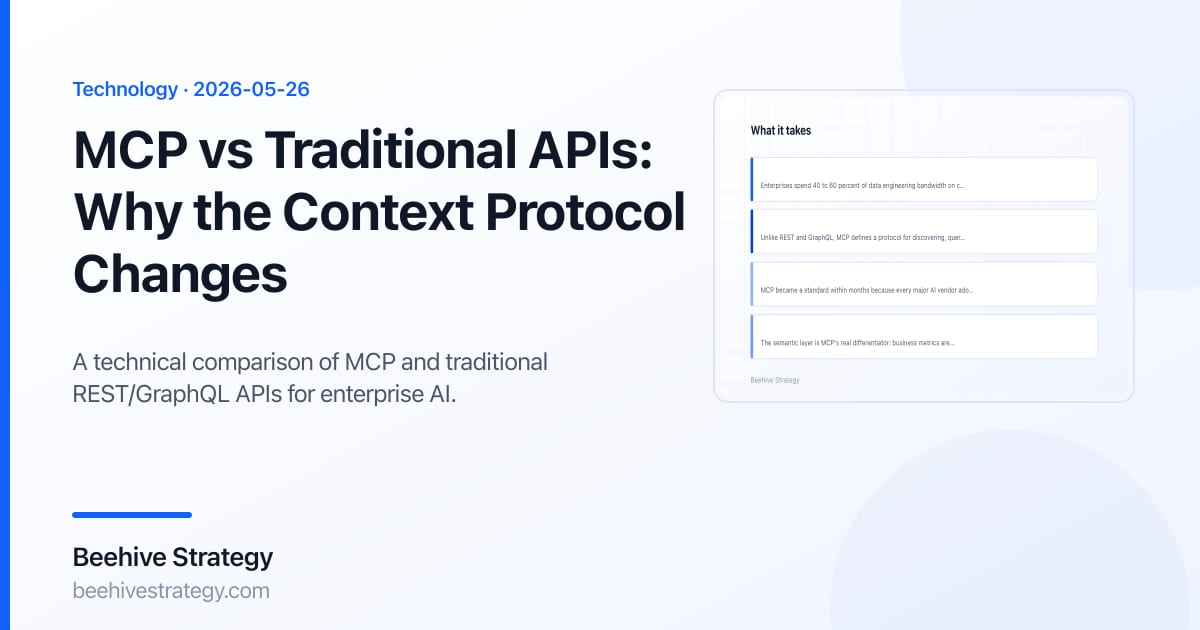 Technology · 2026-05-26
MCP vs Traditional APIs:
Why the Context Protocol
Changes
A technical comparison of MCP and traditional
REST/GraphQL APIs for enterprise AI.
Beehive Strategy
beehivestrategy.com
What it takes
Enterprises spend 40 to 60 percent of data engineering bandwidth on c...
Unlike REST and GraphQL, MCP defines a protocol for discovering, quer...
MCP became a standard within months because every major AI vendor ado...
The semantic layer is MCP's real differentiator: business metrics are...
Beehive Strategy